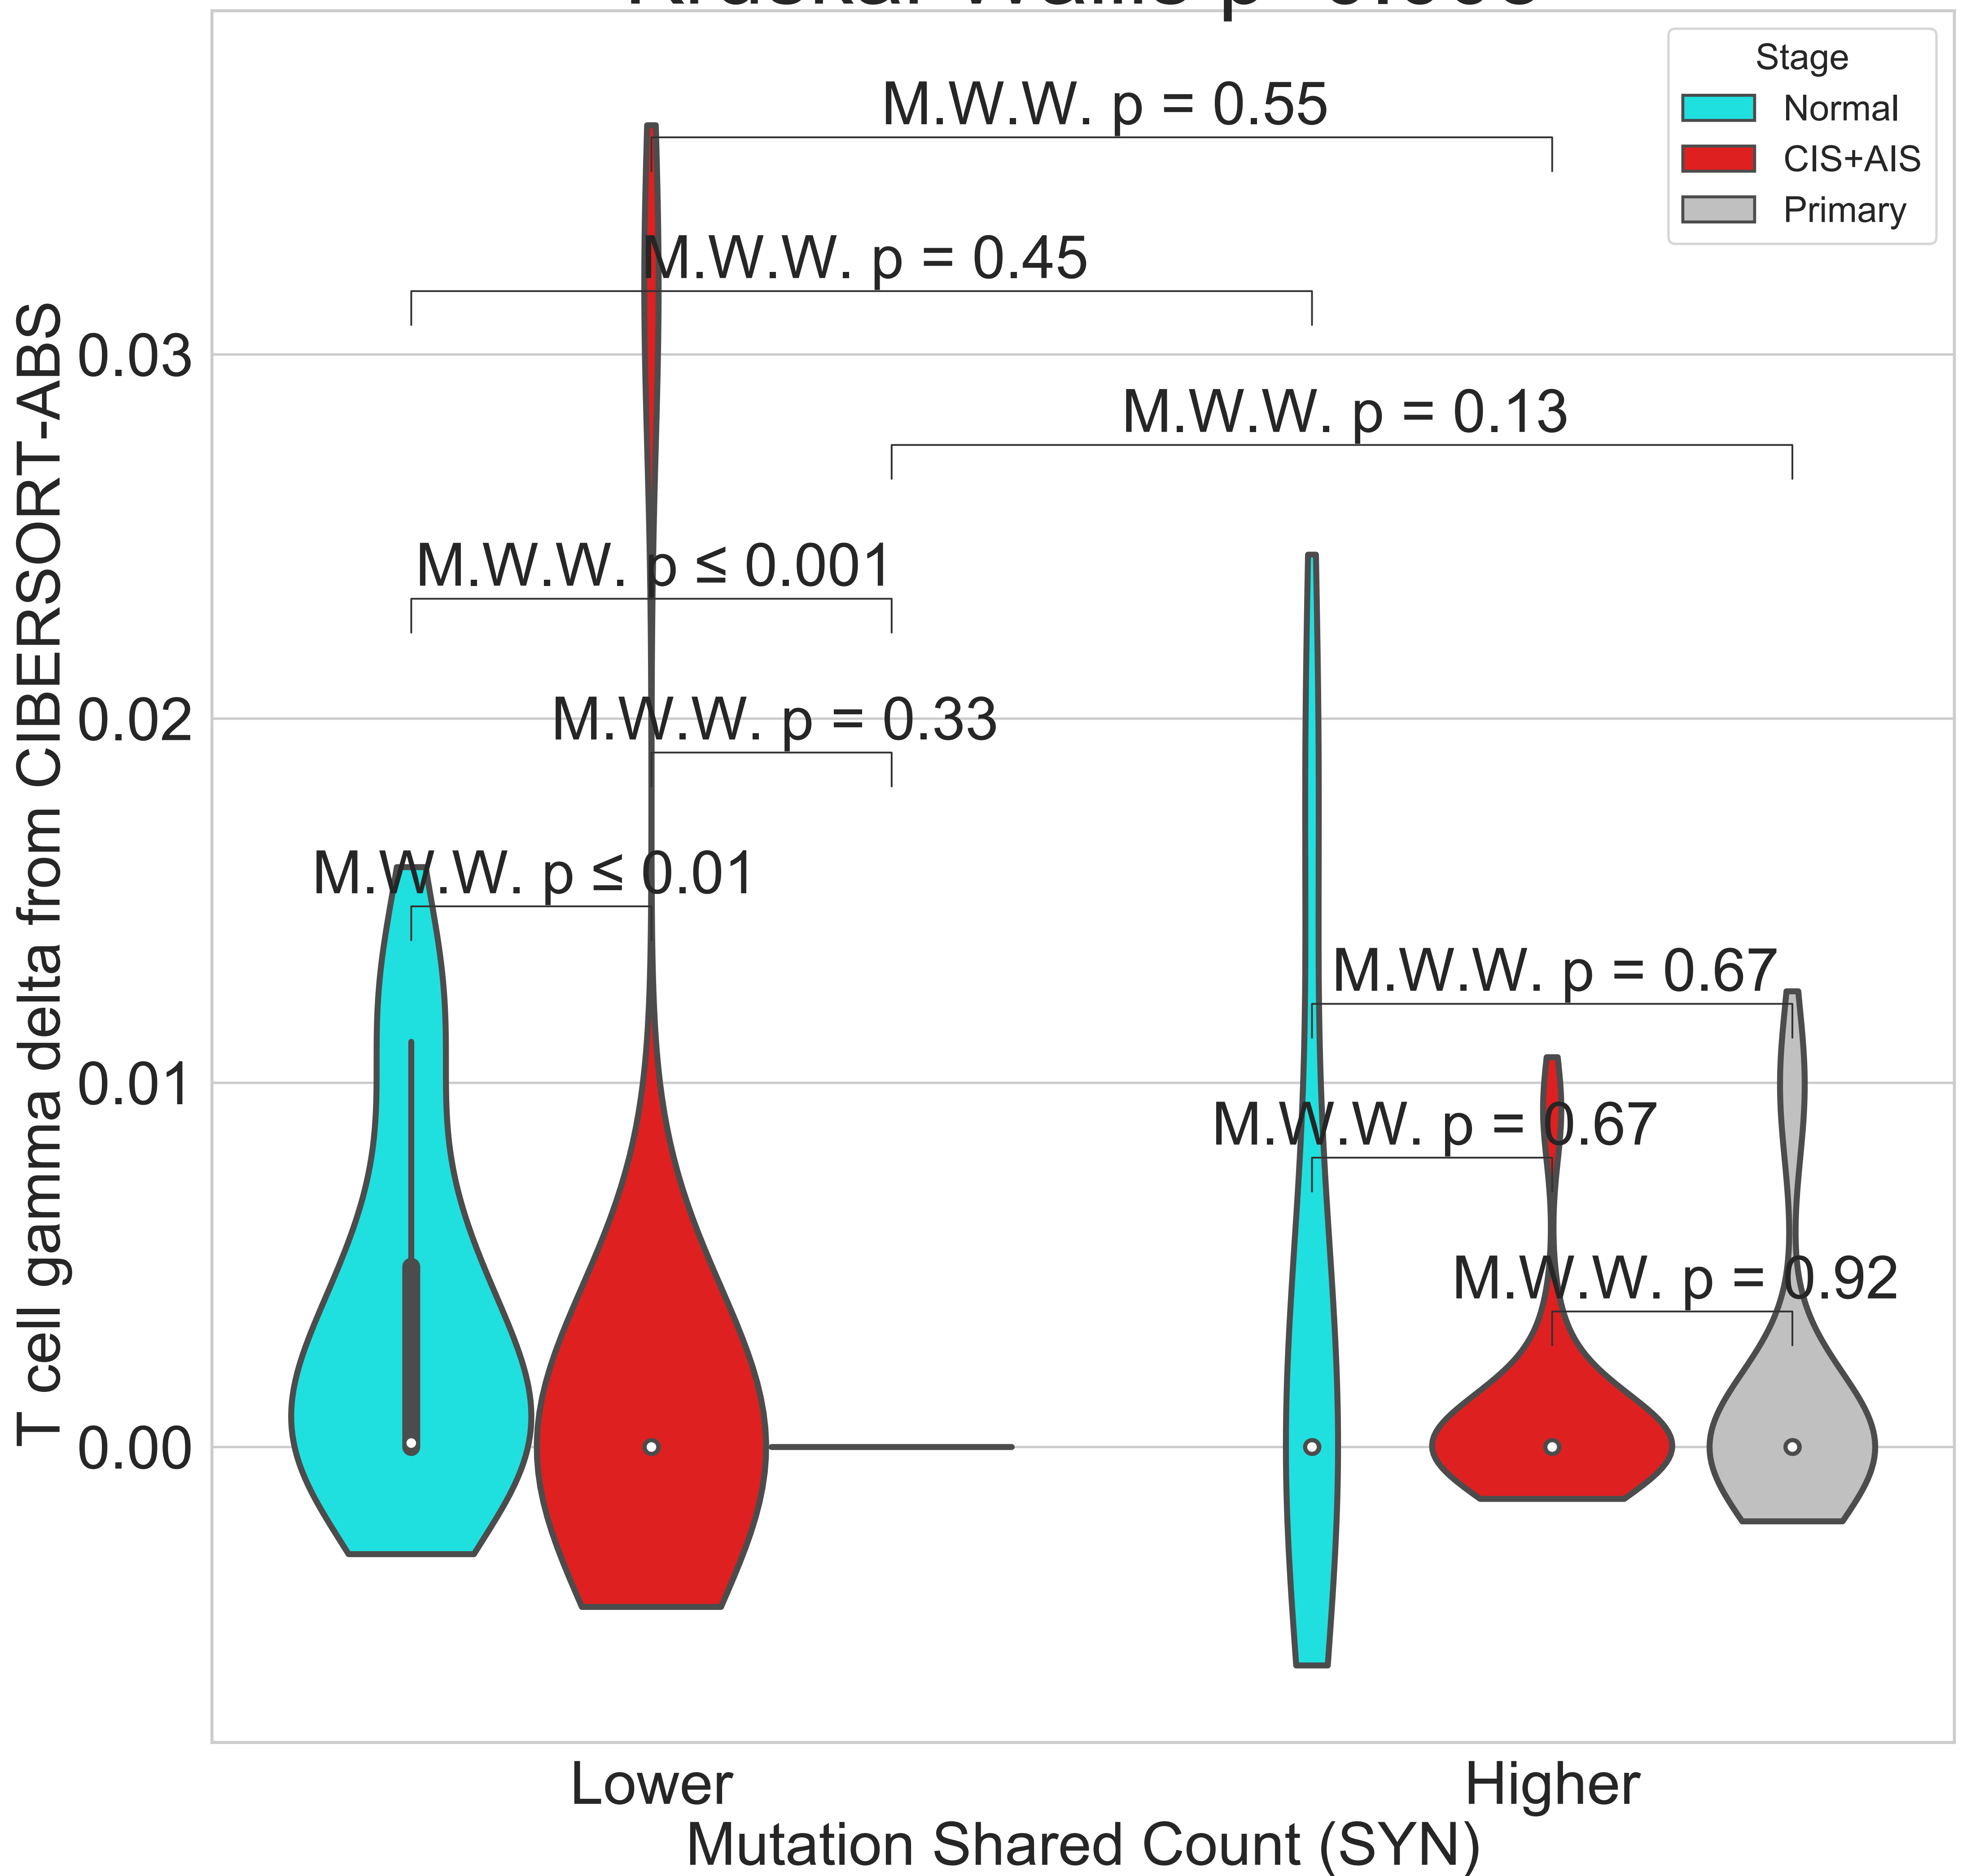 Stage
Normal
CIS+AIS
Primary
M.W.W. p = 0.55
M.W.W. p = 0.45
M.W.W. p = 0.13
M.W.W. p ≤ 0.001
M.W.W. p = 0.33
M.W.W. p ≤ 0.01
M.W.W. p = 0.67
M.W.W. p = 0.67
M.W.W. p = 0.92
T cell gamma delta from CIBERSORT-ABS
0.03
0.02
0.01
0.00
Lower
Higher
Mutation Shared Count (SYN)